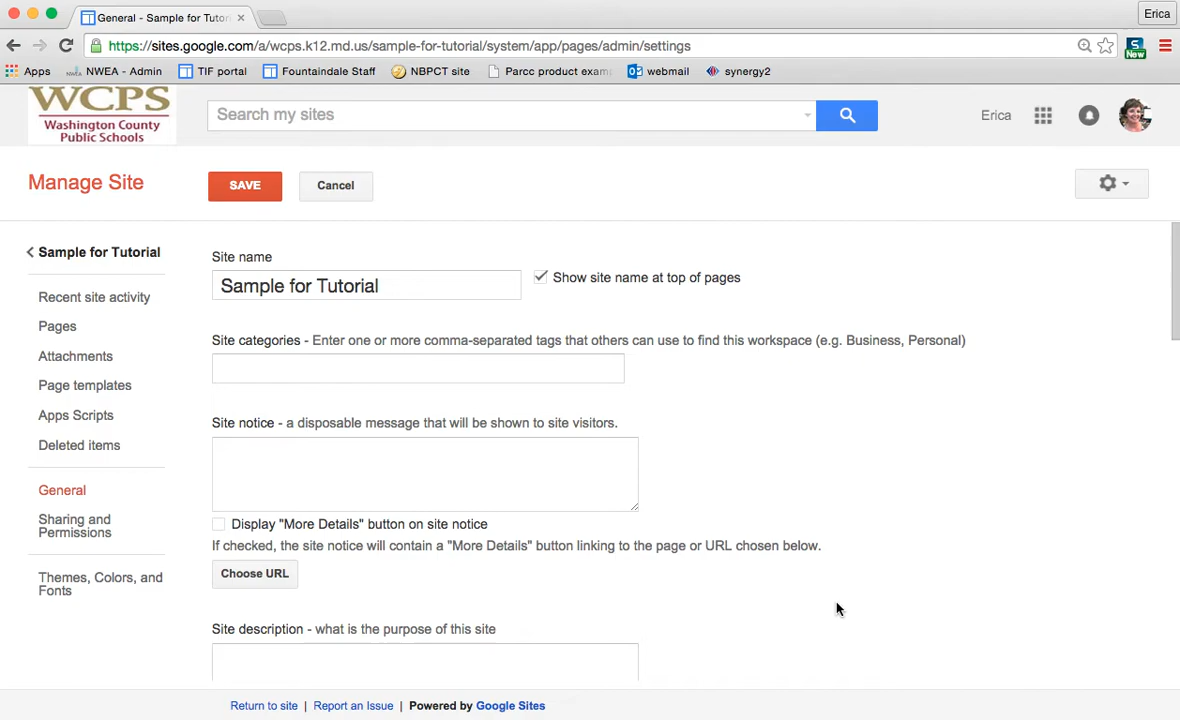 General - Sample for Tutori
Erica
https://sites.google.com/a/wcps.k12.md.us/sample-for-tutorial/system/app/pages/admin/settings
S
New
Apps
NWEA - Admin
TIF portal
Fountaindale Staff
NBPCT site
Parcc product exam
webmail
synergy2
WCPS
Washington County
Public Schools
Search my sites
Erica
Manage Site
SAVE
Cancel
Sample for Tutorial
Recent site activity
Pages
Attachments
Page templates
Apps Scripts
Deleted items
General
Sharing and
Permissions
Themes, Colors, and
Fonts
Site name
Sample for Tutorial
Show site name at top of pages
Site categories - Enter one or more comma-separated tags that others can use to find this workspace (e.g. Business, Personal)
Site notice - a disposable message that will be shown to site visitors.
Display "More Details" button on site notice
If checked, the site notice will contain a "More Details" button linking to the page or URL chosen below.
Choose URL
Site description - what is the purpose of this site
Return to site | Report an Issue | Powered by Google Sites